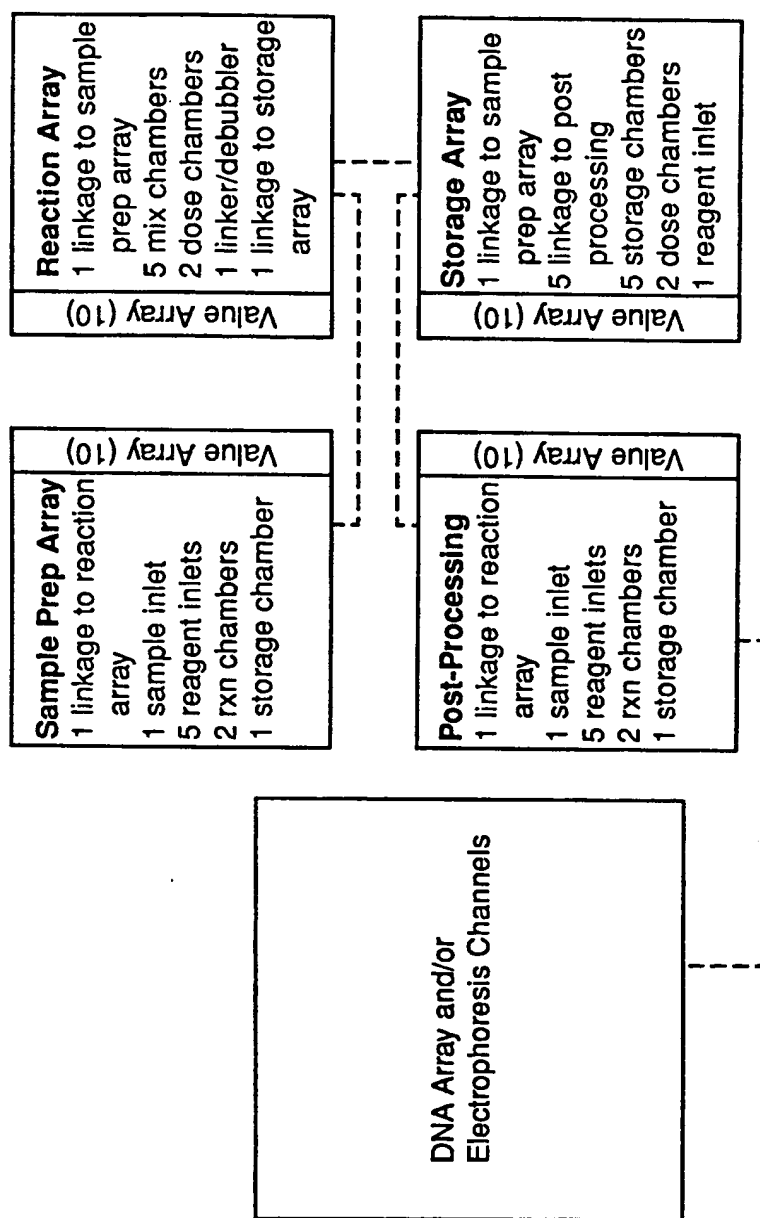 Sample Prep Array
1 linkage to reaction
array
1 sample inlet
5 reagent inlets
2 rxn chambers
1 storage chamber
Value Array (10)
Reaction Array
1 linkage to sample
prep array
5 mix chambers
2 dose chambers
1 linker/debubbler
1 linkage to storage
array
Value Array (10)
DNA Array and/or
Electrophoresis Channels
Post-Processing
1 linkage to reaction
array
1 sample inlet
5 reagent inlets
2 rxn chambers
1 storage chamber
Value Array (10)
Storage Array
1 linkage to sample
prep array
5 linkage to post
processing
5 storage chambers
2 dose chambers
1 reagent inlet
Value Array (10)